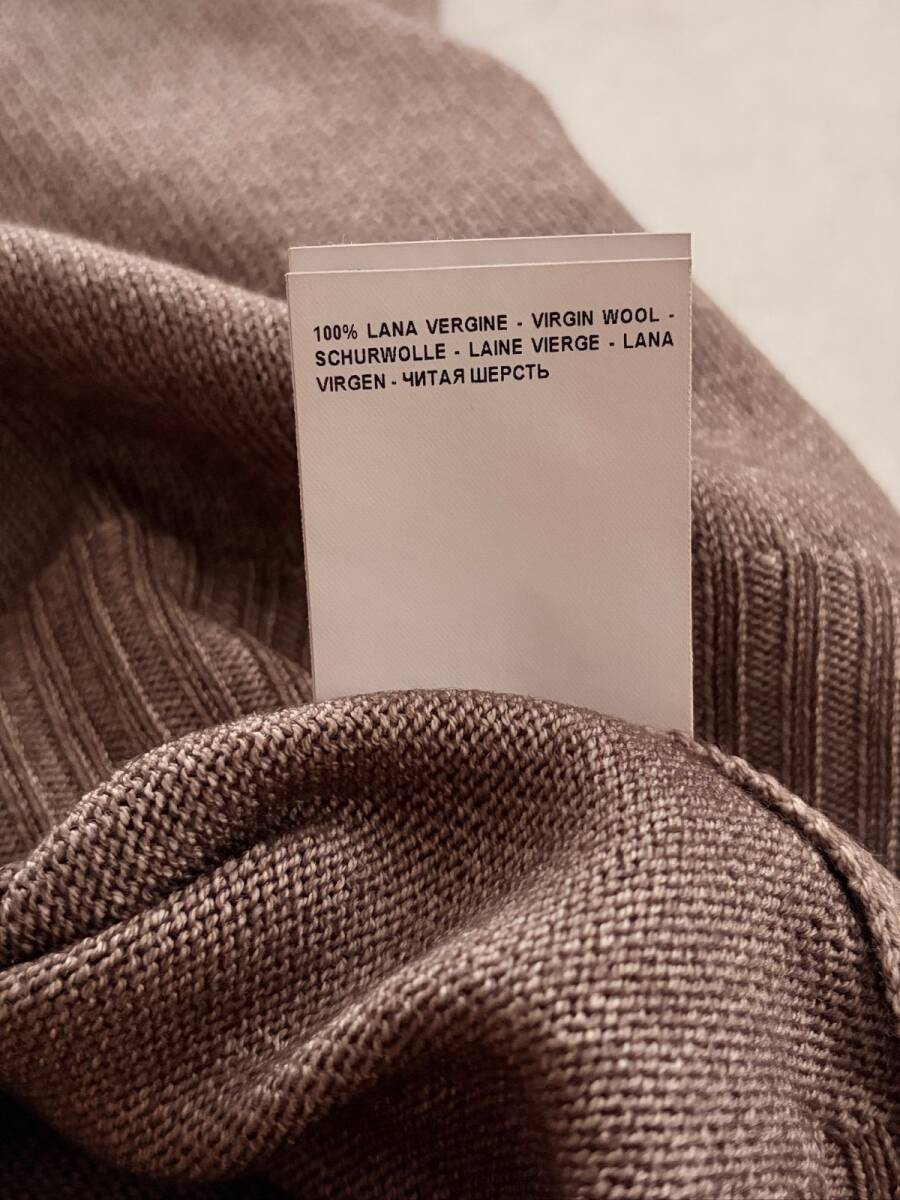 100% LANA VERGINE - VIRGIN WOOL -
SCHURWOLLE - LAINE VIERGE - LANA
VIRGEN - ЧИТАЯ ШЕРСТЬ